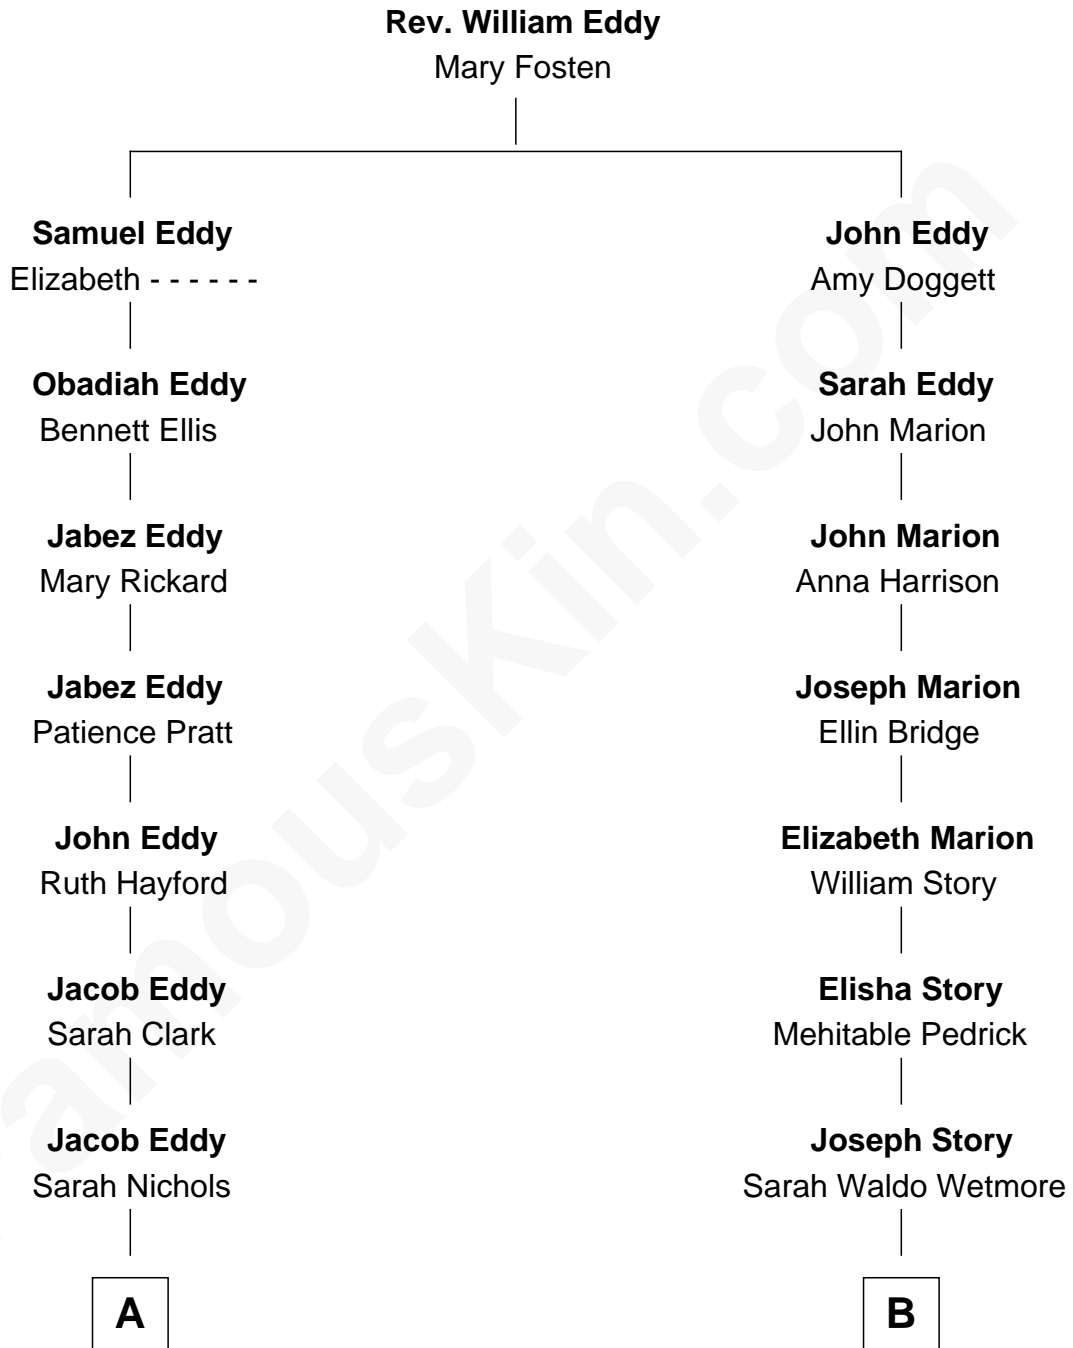 Rev. William Eddy
Mary Fosten
Samuel Eddy
Elizabeth - - - - - -
John Eddy
Amy Doggett
Obadiah Eddy
Bennett Ellis
Sarah Eddy
John Marion
Jabez Eddy
Mary Rickard
John Marion
Anna Harrison
Jabez Eddy
Patience Pratt
Joseph Marion
Ellin Bridge
John Eddy
Ruth Hayford
Elizabeth Marion
William Story
Jacob Eddy
Sarah Clark
Elisha Story
Mehitable Pedrick
Jacob Eddy
Sarah Nichols
Joseph Story
Sarah Waldo Wetmore
A
B
amousKin.com